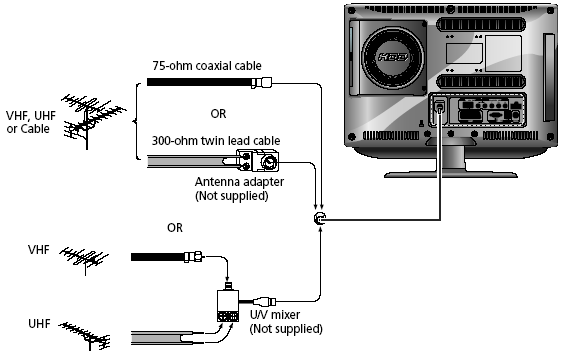 75-ohm coaxial cable
OR
VHF, UHF
or Cable
300-ohm twin lead cable
Antenna adapter
(Not supplied)
OR
VHF
UHF
U/V mixer
(Not supplied)